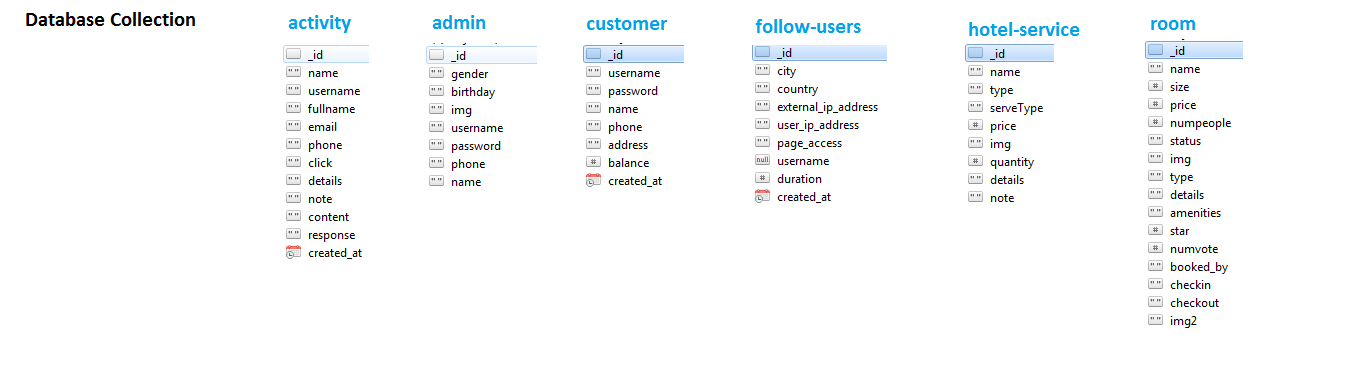 Database Collection
activity
_id
name
username
fullname
email
phone
click
details
note
content
response
created_at
admin
_id
gender
birthday
img
username
password
phone
name
customer
_id
username
password
name
phone
address
balance
created_at
follow-users
_id
city
country
external_ip_address
user_ip_address
page_access
null username
duration
created_at
hotel-service
_id
name
type
serveType
# price
img
# quantity
details
note
room
_id
name
# size
# price
# numpeople
status
img
type
details
amenities
# star
# numvote
booked_by
checkin
checkout
img2